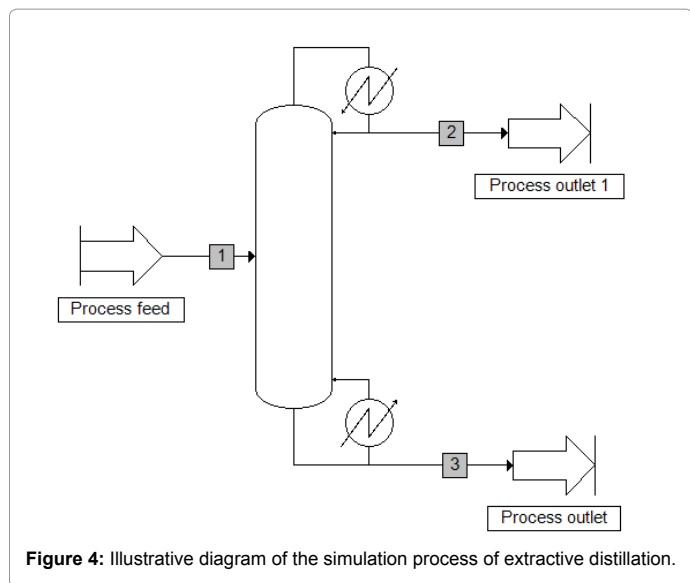 2
Process outlet 1
1
Process feed
3
Process outlet
Figure 4: Illustrative diagram of the simulation process of extractive distillation.